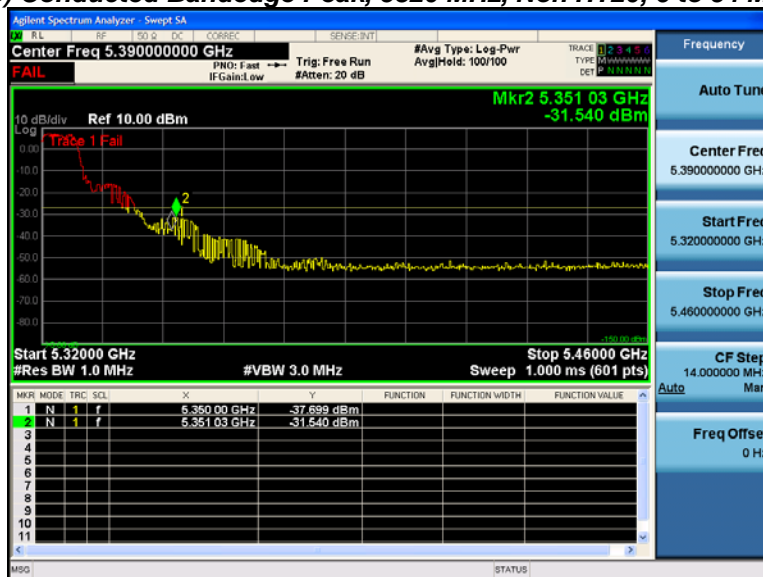 Conducted Bandedge Peak, 5320 MHz, Non HT20, 6 to 54 M
Agilent Spectrum Analyzer - Swept SA
RL RF 50 Ω DC CORREC SENSE:INT
Center Freq 5.390000000 GHz
PNO: Fast
IFGain:Low
Trig: Free Run
#Atten: 20 dB
#Avg Type: Log-Pwr
Avg|Hold: 100/100
TRACE 1 2 3 4 5 6
TYPE M
DET P N N N N N
FAIL
Mkr2 5.351 03 GHz
-31.540 dBm
10 dB/div Ref 10.00 dBm
Log
Trace 1 Fail
0.00
-10.0
-20.0
-30.0
-40.0
-50.0
-60.0
-70.0
-80.0
2
-150.00 dBm
Start 5.32000 GHz
Stop 5.46000 GHz
#Res BW 1.0 MHz
#VBW 3.0 MHz
Sweep 1.000 ms (601 pts)
MKR MODE TRC SCL X Y FUNCTION FUNCTION WIDTH FUNCTION VALUE
1 N 1 f 5.350 00 GHz -37.699 dBm
2 N 1 f 5.351 03 GHz -31.540 dBm
3
4
5
6
7
8
9
10
11
MSG
STATUS
Frequency
Auto Tune
Center Freq
5.390000000 GHz
Start Freq
5.320000000 GHz
Stop Freq
5.460000000 GHz
CF Step
14.000000 MHz
Auto Man
Freq Offset
0 Hz